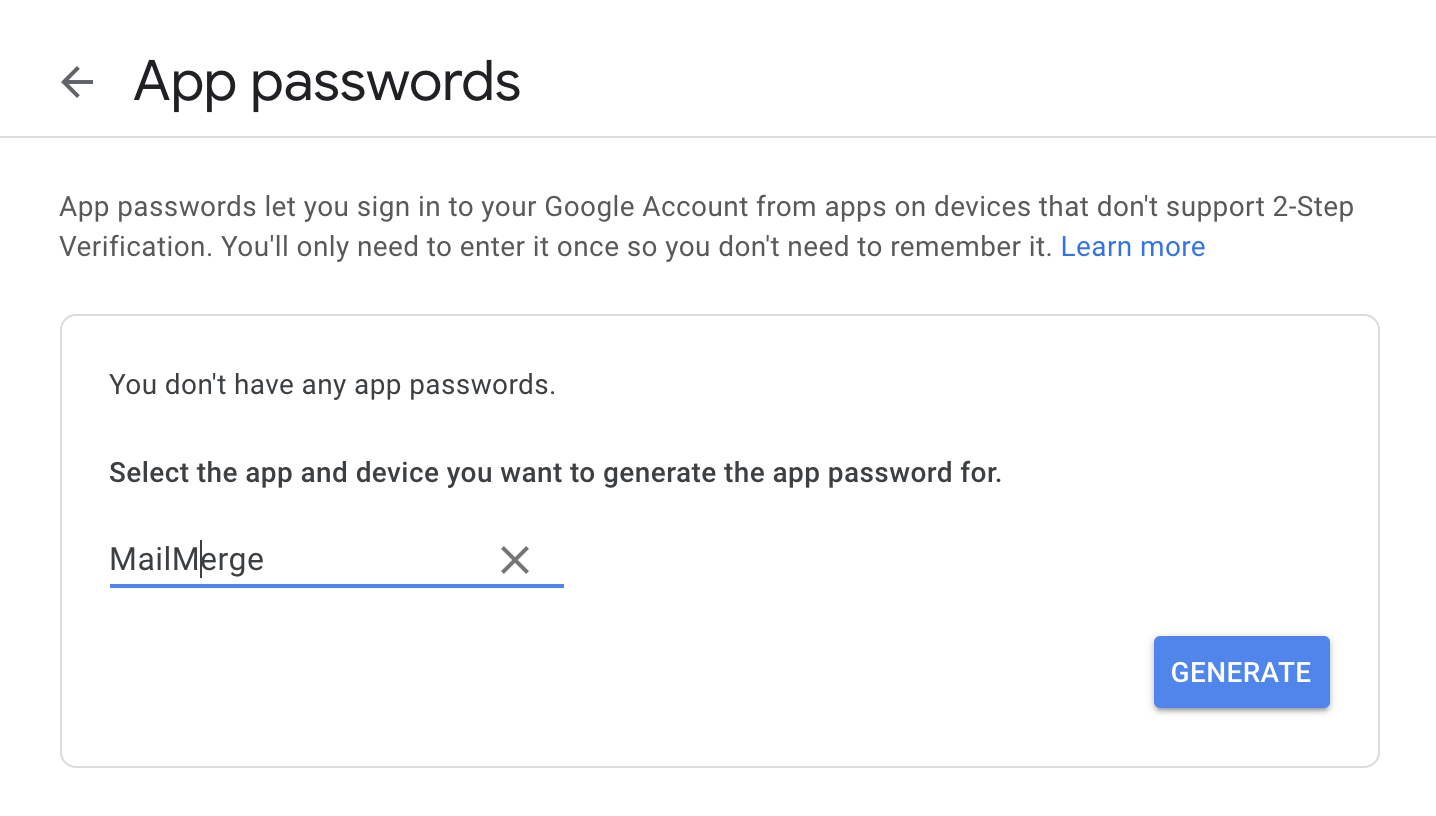 App passwords
App passwords let you sign in to your Google Account from apps on devices that don't support 2-Step
Verification. You'll only need to enter it once so you don't need to remember it. Learn more
You don't have any app passwords.
Select the app and device you want to generate the app password for.
MailMerge
GENERATE